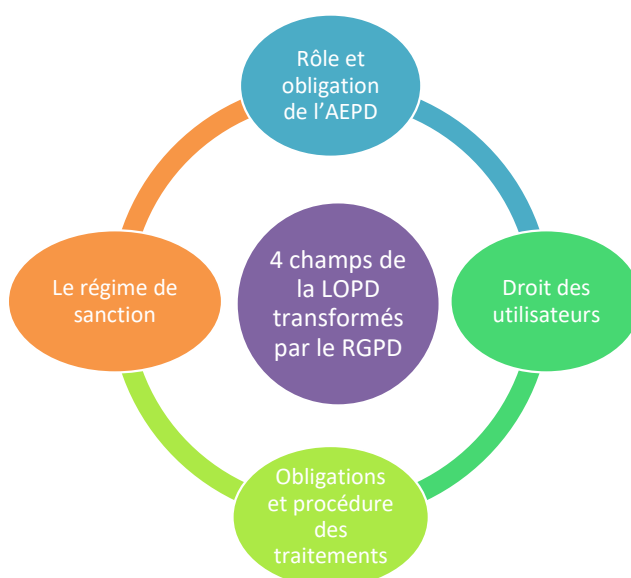 Rôle et
obligation
de l'AEPD
4 champs de
la LOPD
transformés
par le RGPD
Le régime de
sanction
Droit des
utilisateurs
Obligations
et procédure
des
traitements